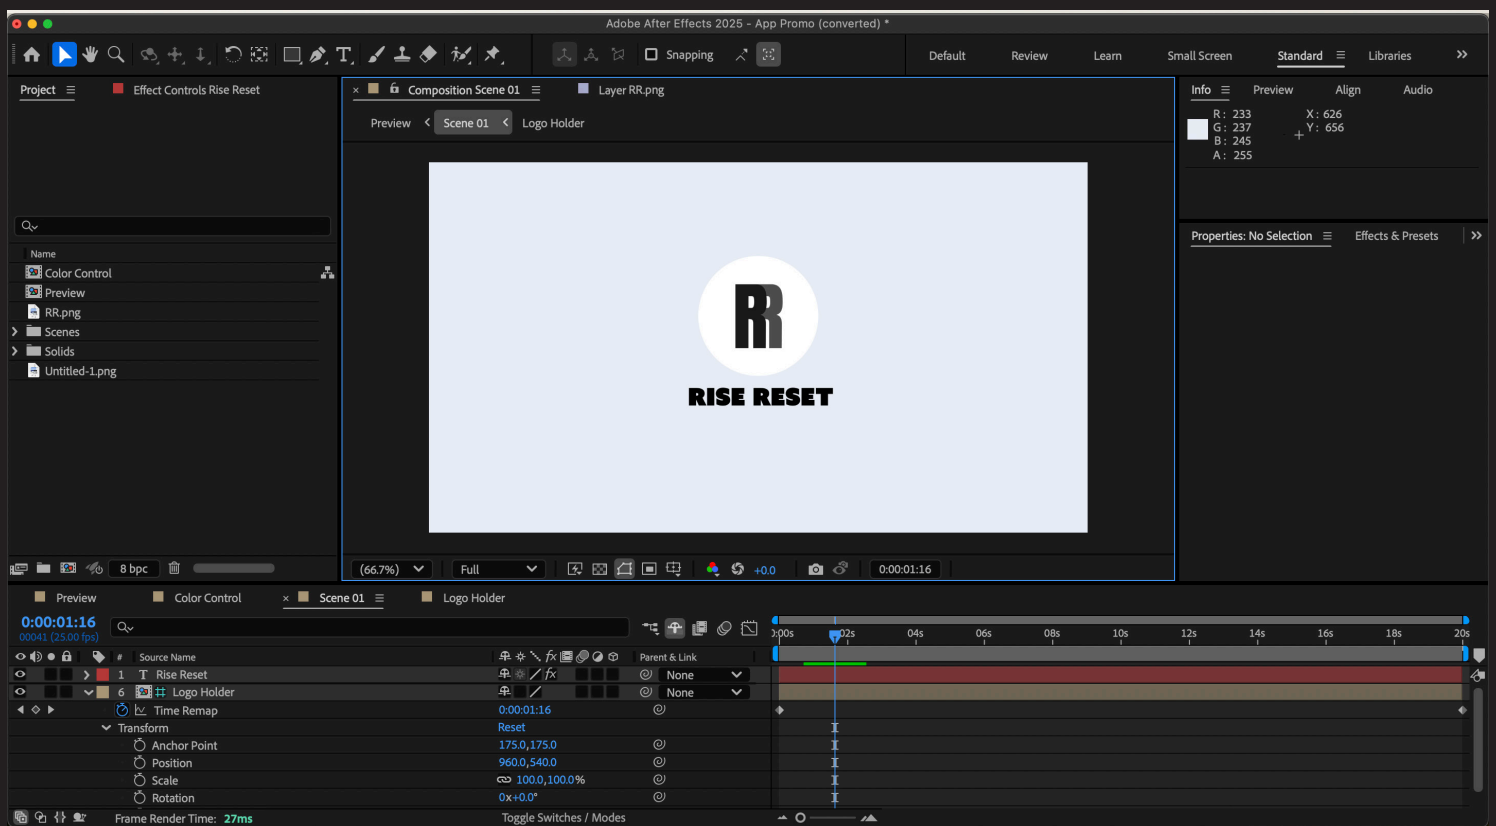 Adobe After Effects 2025 - App Promo (converted) *
Snapping
Default
Review
Learn
Small Screen
Standard
Libraries
Project
Effect Controls Rise Reset
Composition Scene 01
Layer RR.png
Info
Preview
Align
Audio
Preview
Scene 01
Logo Holder
R: 233
G: 237
B: 245
A: 255
X: 626
Y: 656
Properties: No Selection
Effects & Presets
Name
Color Control
Preview
RR.png
Scenes
Solids
Untitled-1.png
RR
RISE RESET
8 bpc
(66.7%)
Full
+0.0
0:00:01:16
Preview
Color Control
Scene 01
Logo Holder
0:00:01:16
00041 (25.00 fps)
02s 04s 06s 08s 10s 12s 14s 16s 18s 20s
# Source Name
Parent & Link
1 T Rise Reset
fx
None
6 Logo Holder
None
Time Remap
0:00:01:16
Transform
Reset
Anchor Point
175.0,175.0
Position
960.0,540.0
Scale
100.0,100.0%
Rotation
0x+0.0°
Frame Render Time: 27ms
Toggle Switches / Modes